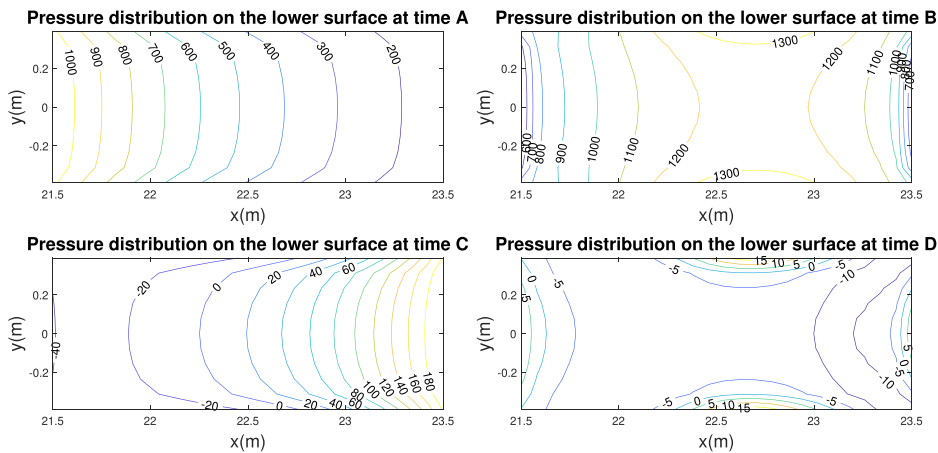 Pressure distribution on the lower surface at time A
1000 900 800 700 600 500 400 300 200
y(m)
0.2
0
-0.2
21.5 22 22.5 23 23.5
x(m)
Pressure distribution on the lower surface at time B
1300 1200 1100 1000 900 800 700
600 700 800 900 1000 1100 1200 1300
y(m)
0.2
0
-0.2
21.5 22 22.5 23 23.5
x(m)
Pressure distribution on the lower surface at time C
-20 0 20 40 60
-40
-20 0 20 40 60 80 100 120 140 160 180
y(m)
0.2
0
-0.2
21.5 22 22.5 23 23.5
x(m)
Pressure distribution on the lower surface at time D
5 0 -5 -5 15 10 5 0 -5 -10
5 0 -5 -10
-5 0 5 10 15 -5
y(m)
0.2
0
-0.2
21.5 22 22.5 23 23.5
x(m)